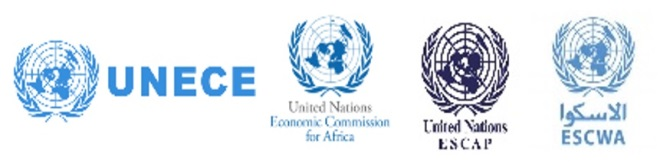 UNECE
United Nations
Economic Commission
for Africa
United Nations
ESCAP
الاسكوا
ESCWA